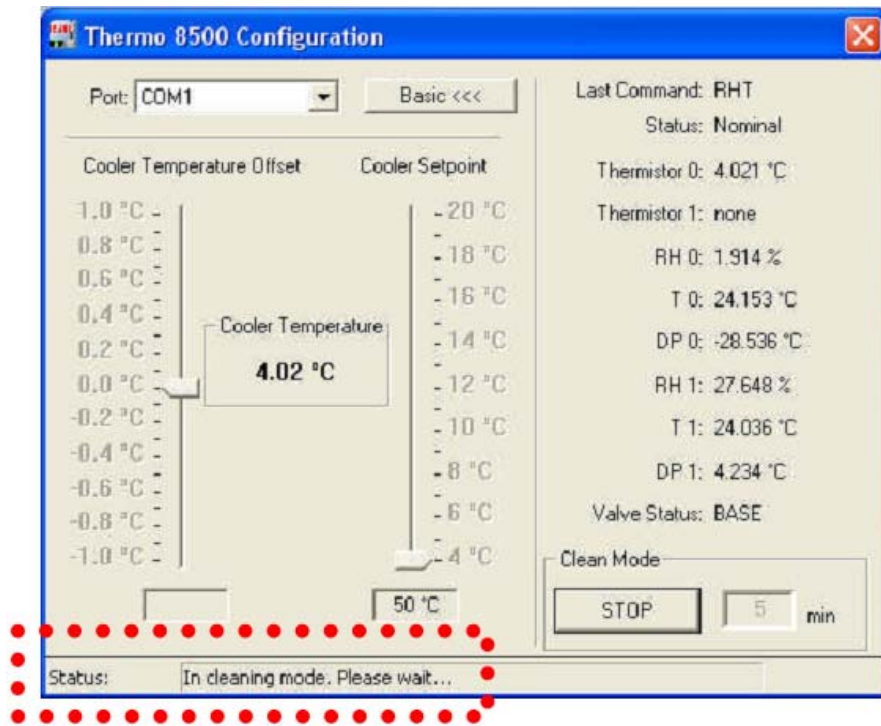 Thermo 8500 Configuration
Port: COM1
Basic <<<
Cooler Temperature Offset
1.0 °C
0.8 °C
0.6 °C
0.4 °C
0.2 °C
0.0 °C
-0.2 °C
-0.4 °C
-0.6 °C
-0.8 °C
-1.0 °C
Cooler Temperature
4.02 °C
Cooler Setpoint
20 °C
18 °C
16 °C
14 °C
12 °C
10 °C
8 °C
6 °C
4 °C
50 °C
Last Command: RHT
Status: Nominal
Thermistor 0: 4.021 °C
Thermistor 1: none
RH 0: 1.914 %
T 0: 24.153 °C
DP 0: -28.536 °C
RH 1: 27.648 %
T 1: 24.036 °C
DP 1: 4.234 °C
Valve Status: BASE
Clean Mode
STOP
5 min
Status: In cleaning mode. Please wait...